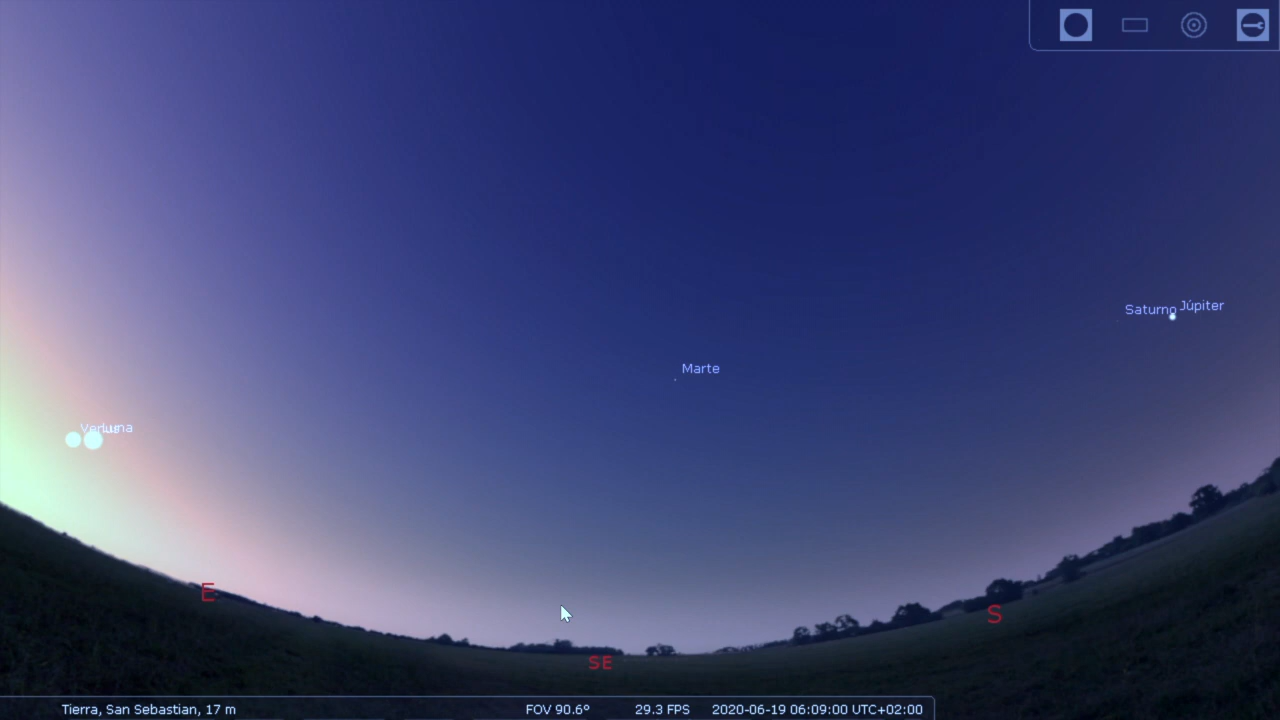 Júpiter
Saturno
Marte
Luna
E
S
SE
Tierra, San Sebastian, 17 m
FOV 90.6°
29.3 FPS
2020-06-19 06:09:00 UTC+02:00